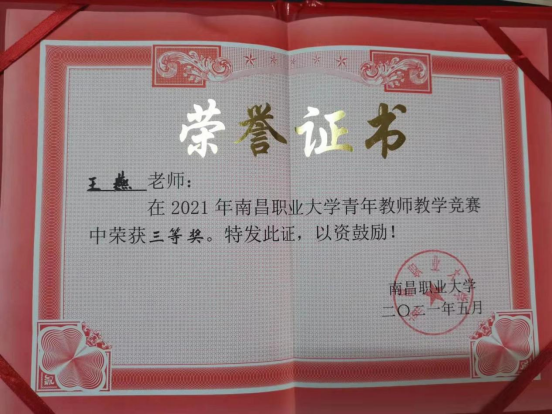 荣誉证书
王燕 老师:
在 2021 年南昌职业大学青年教师教学竞赛
中荣获三等奖。特发此证,以资鼓励!
南昌职业大学
二〇二一年五月